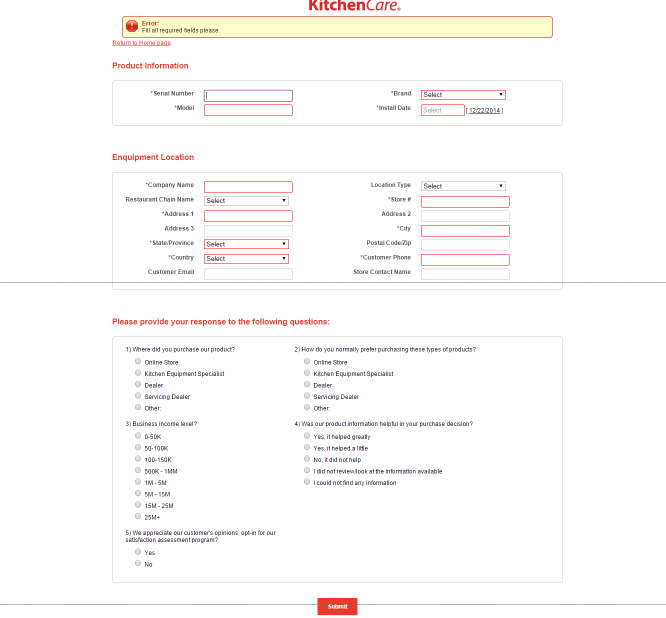 KitchenCare®
Error:
Fill all required fields please.
Return to Home page
Product Information
*Serial Number
*Brand Select
*Model
*Install Date Select [ 12/22/2014 ]
Enquipment Location
*Company Name
Location Type Select
Restaurant Chain Name Select
*Store #
*Address 1
Address 2
Address 3
*City
*State/Province Select
Postal Code/Zip
*Country Select
*Customer Phone
Customer Email
Store Contact Name
Please provide your response to the following questions:
1) Where did you purchase our product?
Online Store
Kitchen Equipment Specialist
Dealer
Servicing Dealer
Other:
2) How do you normally prefer purchasing these types of products?
Online Store
Kitchen Equipment Specialist
Dealer
Servicing Dealer
Other:
3) Business income level?
0-50K
50-100K
100-150K
500K - 1MM
1M - 5M
5M - 15M
15M - 25M
25M+
4) Was our product information helpful in your purchase decision?
Yes, it helped greatly
Yes, it helped a little
No, it did not help
I did not review/look at the information available
I could not find any information
5) We appreciate our customer's opinions, opt-in for our
satisfaction assessment program?
Yes
No
Submit